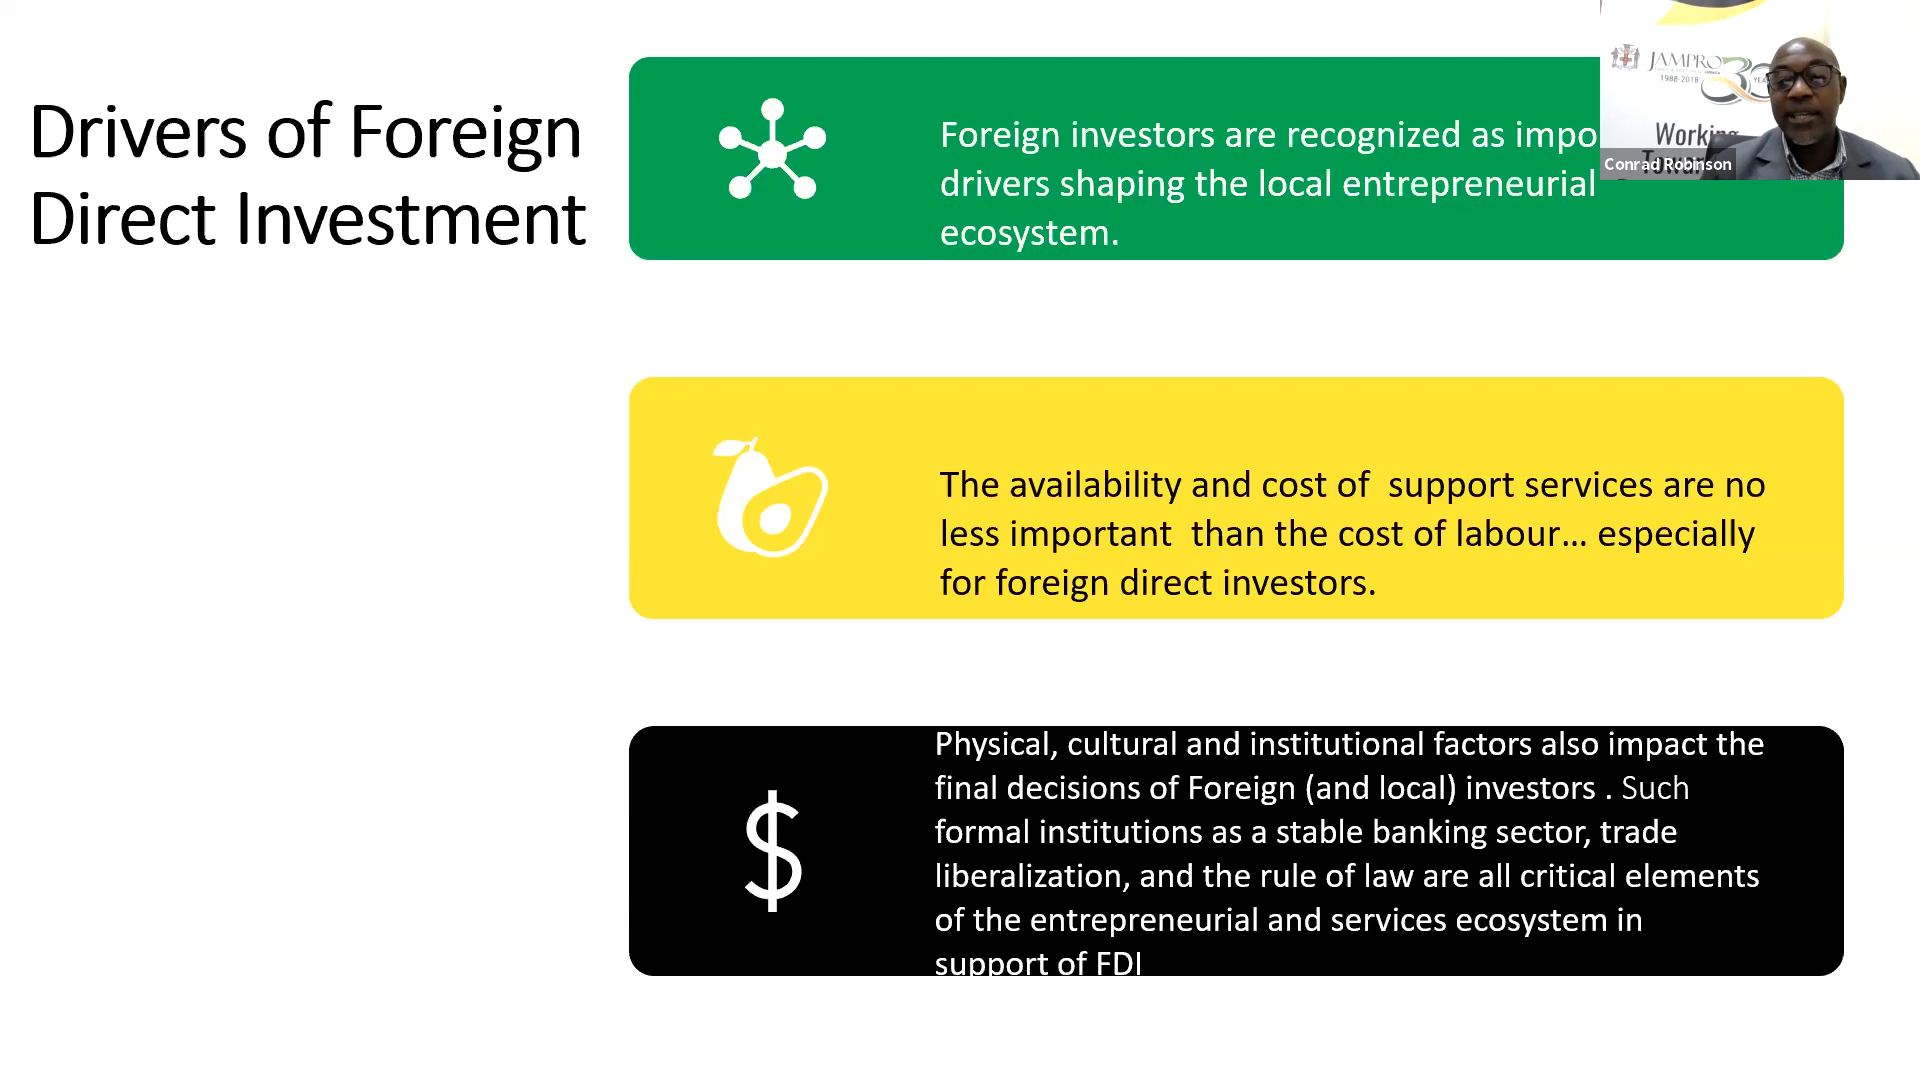 Drivers of Foreign
Direct Investment
Foreign investors are recognized as impo
drivers shaping the local entrepreneurial
ecosystem.
JAMPRO
1988-2018
30
Conrad Robinson
The availability and cost of support services are no
less important than the cost of labour... especially
for foreign direct investors.
Physical, cultural and institutional factors also impact the
final decisions of Foreign (and local) investors . Such
formal institutions as a stable banking sector, trade
liberalization, and the rule of law are all critical elements
of the entrepreneurial and services ecosystem in
support of FDI